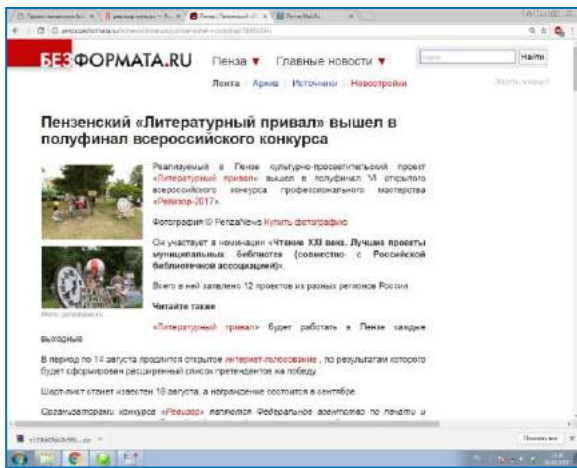 БЕЗФОРМАТА.RU
Пенза ▼ Главные новости ▼
Найти
Лента Архив Источники Новостройки
Пензенский «Литературный привал» вышел в
полуфинал всероссийского конкурса
Реализуемый в Пензе культурно-просветительский проект
«Литературный привал» вышел в полуфинал VI открытого
всероссийского конкурса профессионального мастерства
«Ревизор-2017».
Фотография © PenzaNews Купить фотографию
Он участвует в номинации «Чтение XXI века. Лучшие проекты
муниципальных библиотек (совместно с Российской
библиотечной ассоциацией)».
Всего в ней заявлено 12 проектов из разных регионов России.
Читайте также
«Литературный привал» будет работать в Пензе каждые
выходные
В период по 14 августа продлится открытое интернет-голосование, по результатам которого
будет сформирован расширенный список претендентов на победу.
Шорт-лист станет известен 18 августа, а награждение состоится в сентябре.
Организаторами конкурса «Ревизор» является Федеральное агентство по печати и